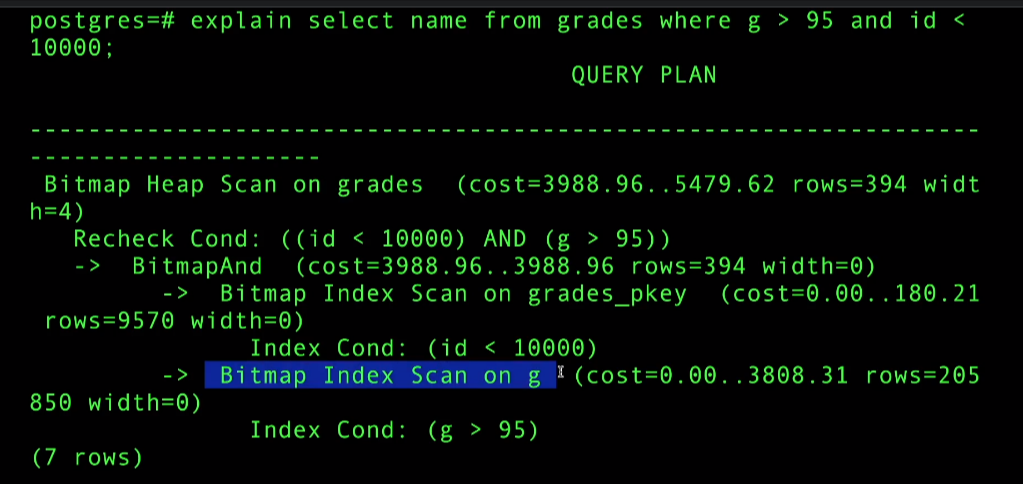 postgres=# explain select name from grades where g > 95 and id <
10000;
QUERY PLAN
-----------------------------------------------------------------
--------------------
Bitmap Heap Scan on grades  (cost=3988.96..5479.62 rows=394 widt
h=4)
Recheck Cond: ((id < 10000) AND (g > 95))
->  BitmapAnd  (cost=3988.96..3988.96 rows=394 width=0)
->  Bitmap Index Scan on grades_pkey  (cost=0.00..180.21
rows=9570 width=0)
Index Cond: (id < 10000)
->  Bitmap Index Scan on g  (cost=0.00..3808.31 rows=205
850 width=0)
Index Cond: (g > 95)
(7 rows)